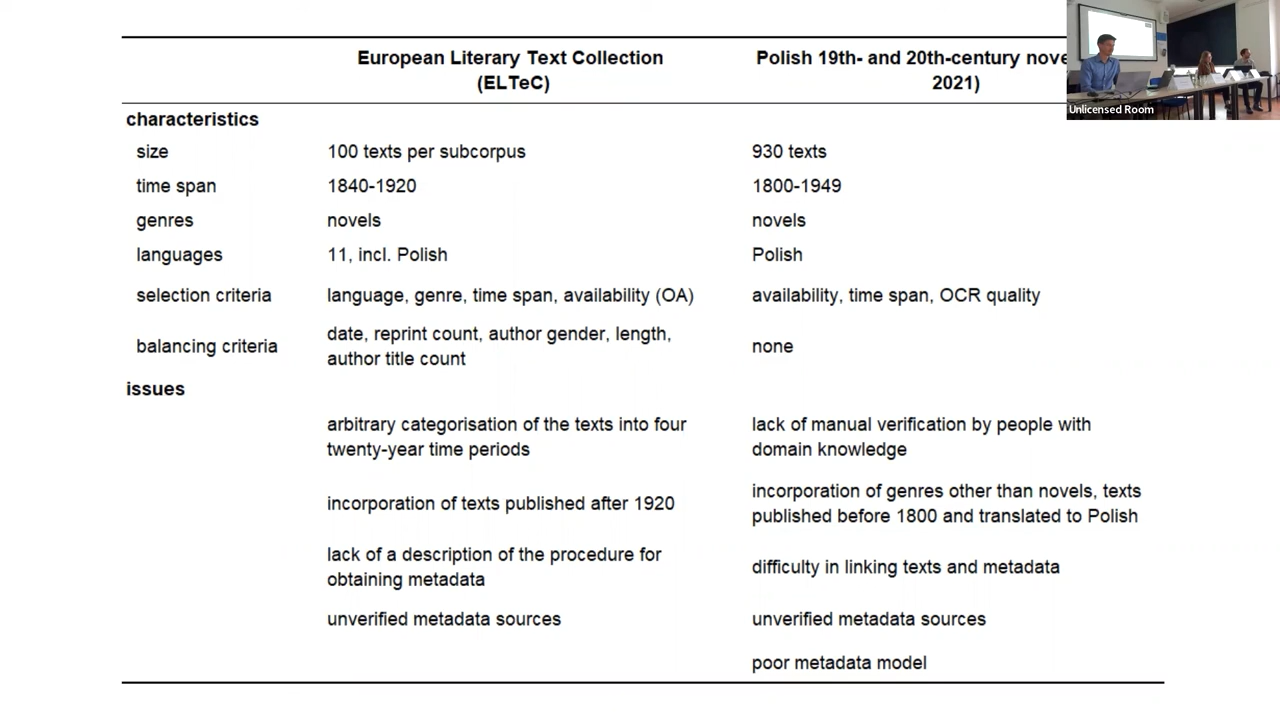 European Literary Text Collection
(ELTeC)
Polish 19th- and 20th-century
2021)
Unlicensed Room
characteristics
size 100 texts per subcorpus 930 texts
time span 1840-1920 1800-1949
genres novels novels
languages 11, incl. Polish Polish
selection criteria language, genre, time span, availability (OA) availability, time span, OCR quality
balancing criteria date, reprint count, author gender, length,
author title count
none
issues
arbitrary categorisation of the texts into four
twenty-year time periods
lack of manual verification by people with
domain knowledge
incorporation of texts published after 1920
incorporation of genres other than novels, texts
published before 1800 and translated to Polish
lack of a description of the procedure for
obtaining metadata
difficulty in linking texts and metadata
unverified metadata sources unverified metadata sources
poor metadata model